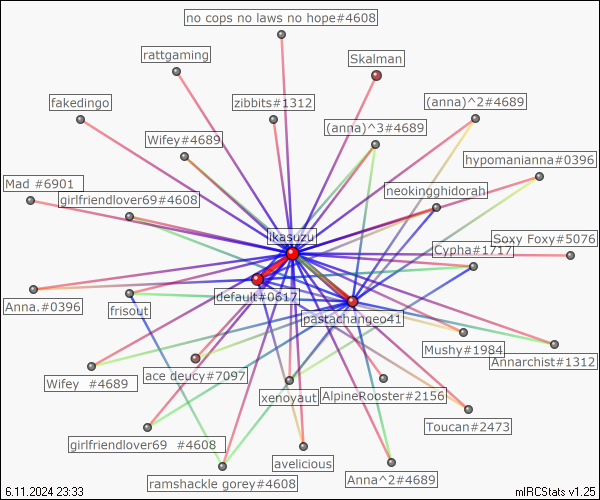 no cops no laws no hope#4608
rattgaming
Skalman
fakedingo
zibbits#1312
(anna)^2#4689
(anna)^3#4689
Wifey#4689
hypomanianna#0396
Mad #6901
neokingghidorah
girlfriendlover69#4608
ikasuzu
Soxy Foxy#5076
Cypha#1717
default#0617
Anna.#0396
frisout
pastachangeo41
Mushy#1984
Annarchist#1312
ace deucy#7097
Wifey  #4689
xenoyaut
AlpineRooster#2156
Toucan#2473
girlfriendlover69  #4608
avelicious
Anna^2#4689
ramshackle gorey#4608
6.11.2024 23:33
mIRCStats v1.25